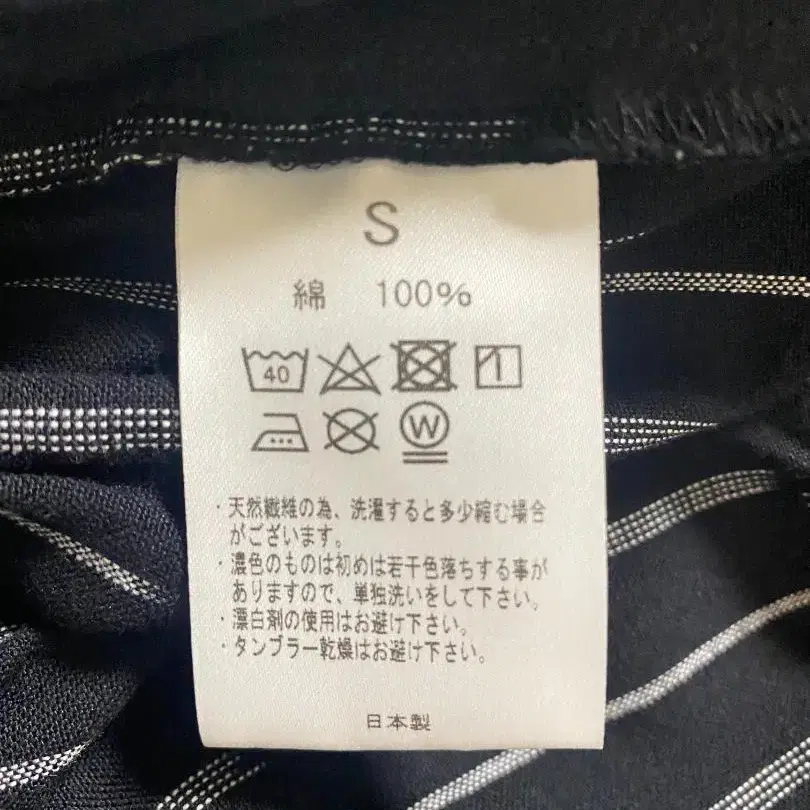 S
綿 100%
40
W
・天然繊維の為、洗濯すると多少縮む場合
がございます。
・濃色のものは初めは若干色落ちする事が
ありますので、単独洗いをして下さい。
・漂白剤の使用はお避け下さい。
・タンブラー乾燥はお避け下さい。
日本製